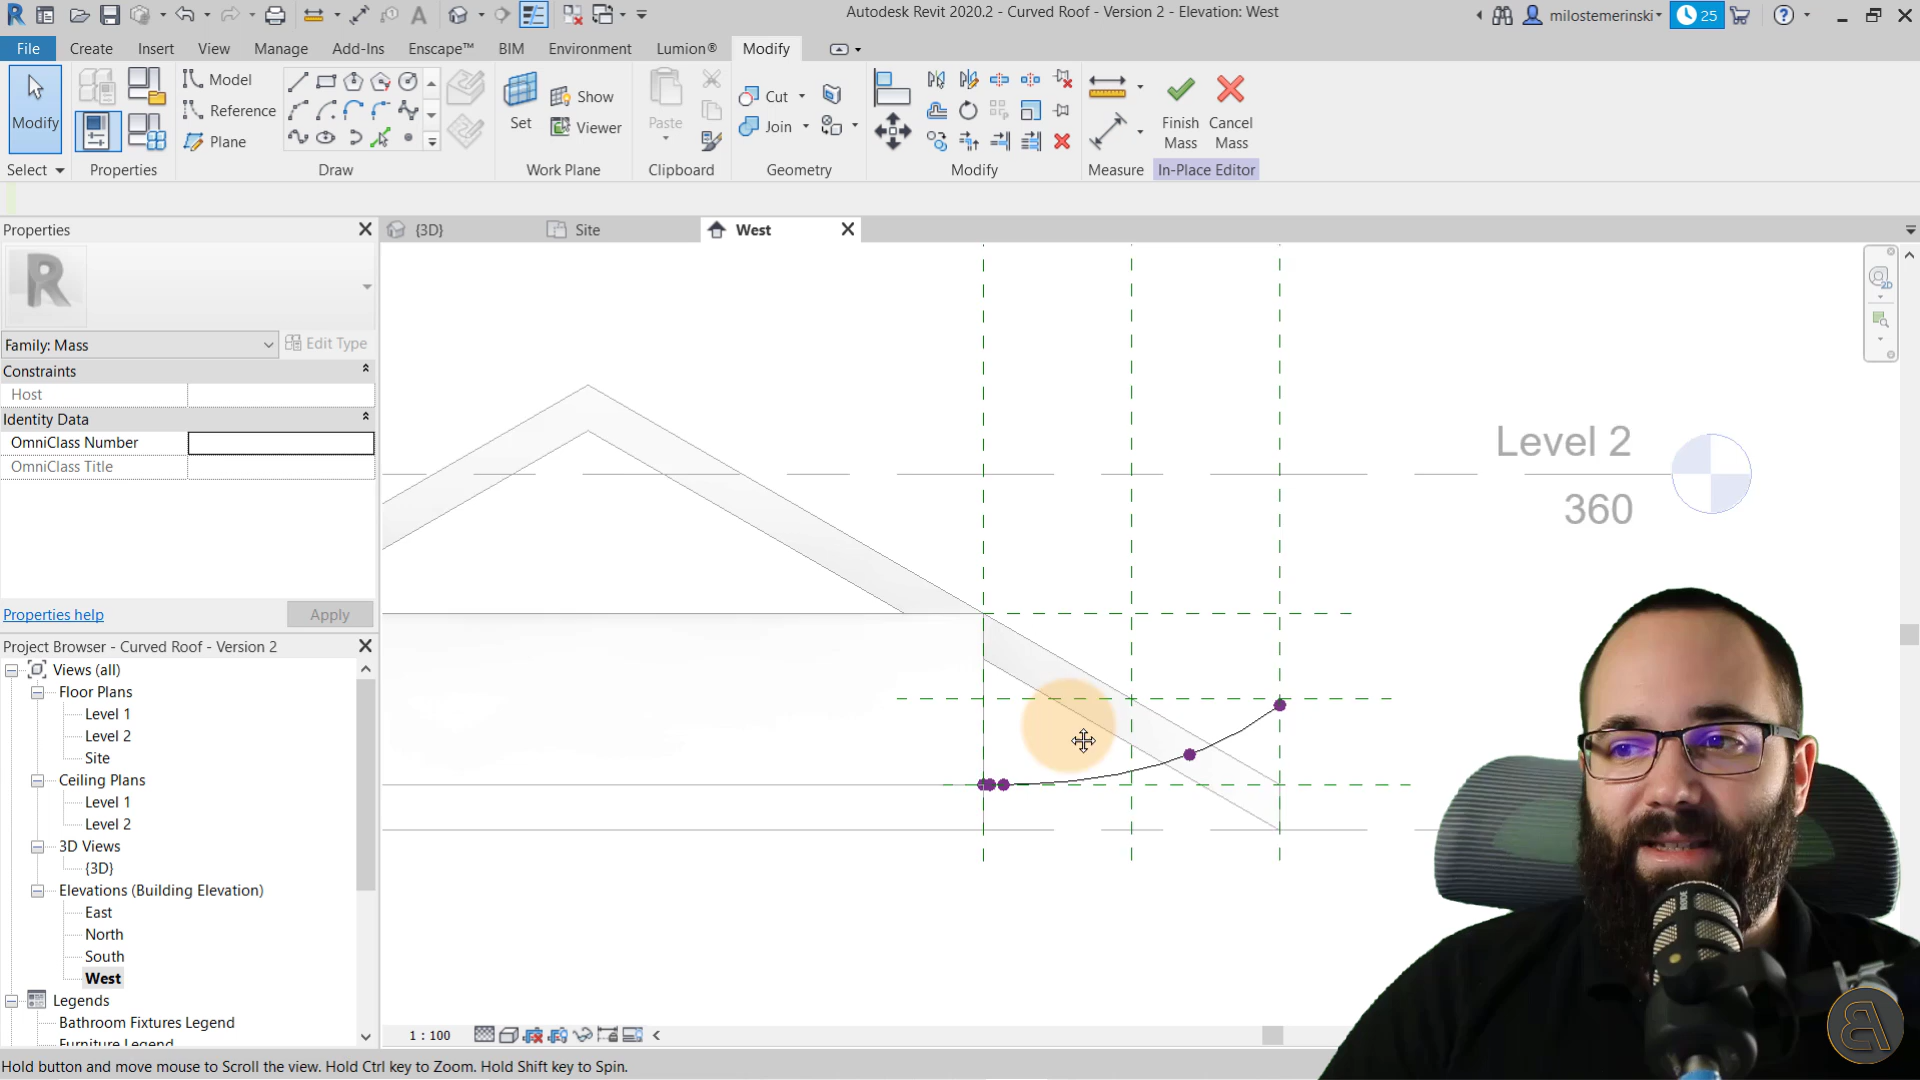 Autodesk Revit 2020.2 - Curved Roof - Version 2 - Elevation: West
milostemerinski
25
File
Create
Insert
View
Manage
Add-Ins
Enscape™
BIM
Environment
Lumion®
Modify
Modify
Model
Reference
Plane
Set
Show
Viewer
Paste
Cut
Join
Finish Mass
Cancel Mass
Select
Properties
Draw
Work Plane
Clipboard
Geometry
Modify
Measure
In-Place Editor
Properties
{3D}
Site
West
R
Family: Mass
Edit Type
Constraints
Host
Identity Data
OmniClass Number
OmniClass Title
Properties help
Apply
Project Browser - Curved Roof - Version 2
Views (all)
Floor Plans
Level 1
Level 2
Site
Ceiling Plans
Level 1
Level 2
3D Views
{3D}
Elevations (Building Elevation)
East
North
South
West
Legends
Bathroom Fixtures Legend
Furniture Legend
Level 2
360
RODE
1 : 100
Hold button and move mouse to Scroll the view. Hold Ctrl key to Zoom. Hold Shift key to Spin.